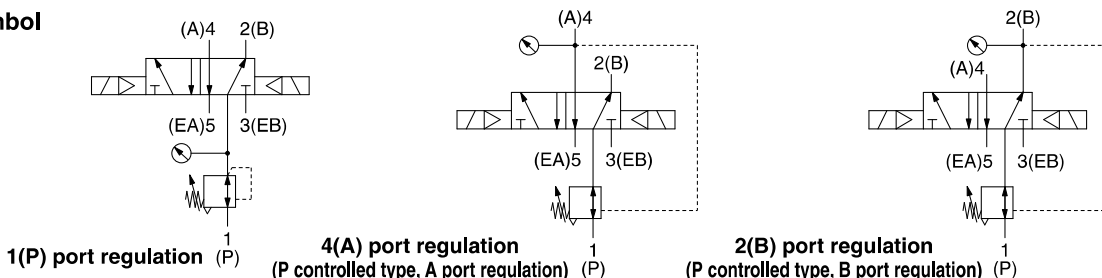 nbol
(A)4 2(B)
(EA)5 3(EB)
1
(P)
1(P) port regulation
(A)4
2(B)
(EA)5 3(EB)
1
(P)
4(A) port regulation
(P controlled type, A port regulation)
2(B)
(A)4
(EA)5 3(EB)
1
(P)
2(B) port regulation
(P controlled type, B port regulation)